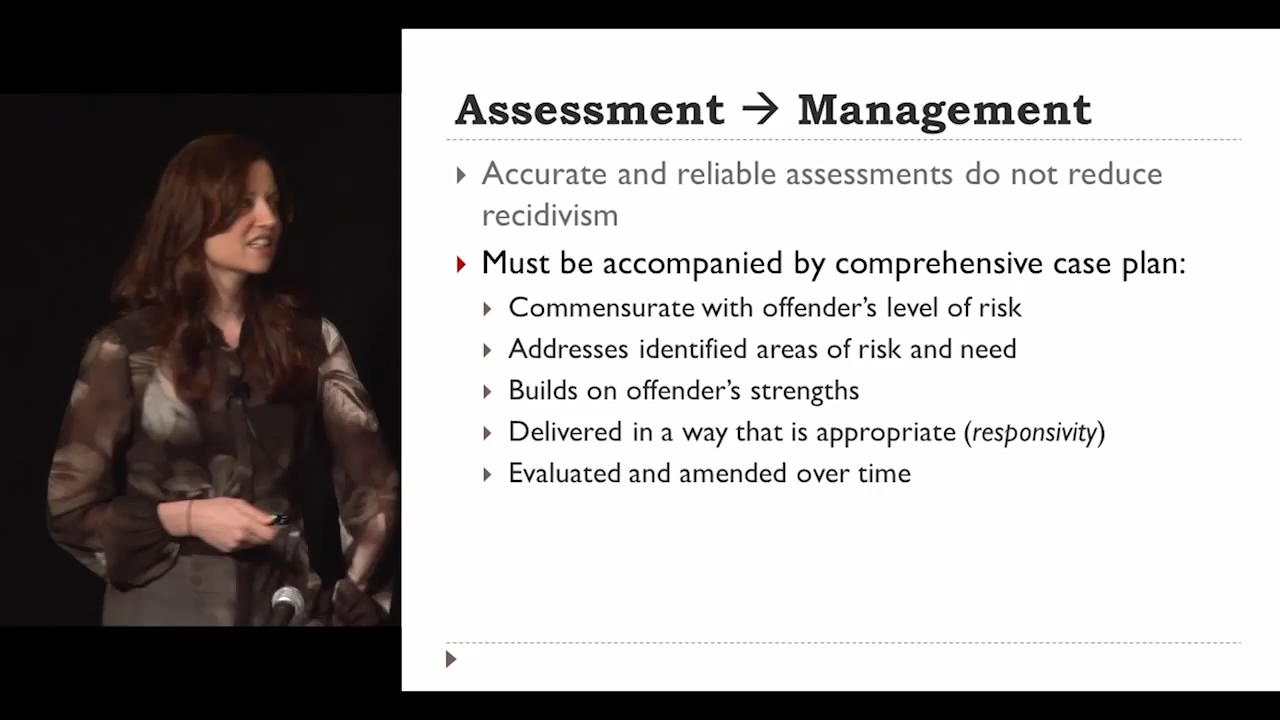 Assessment → Management
Accurate and reliable assessments do not reduce
recidivism
Must be accompanied by comprehensive case plan:
Commensurate with offender's level of risk
Addresses identified areas of risk and need
Builds on offender's strengths
Delivered in a way that is appropriate (responsivity)
Evaluated and amended over time